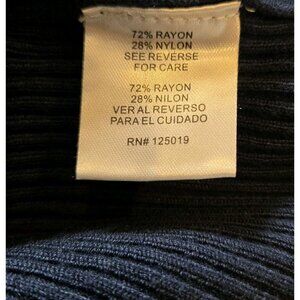 72% RAYON
28% NYLON
SEE REVERSE
FOR CARE
72% RAYON
28% NILON
VER AL REVERSO
PARA EL CUIDADO
RN# 125019